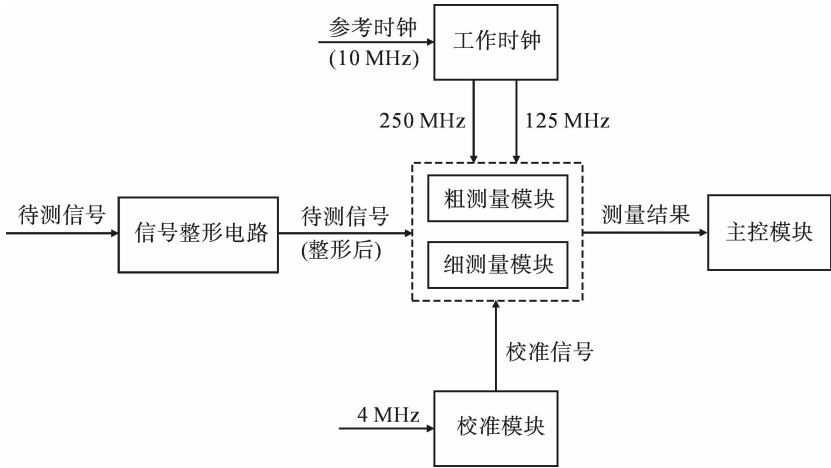 参考时钟
(10 MHz)
工作时钟
250 MHz
125 MHz
待测信号
信号整形电路
待测信号
(整形后)
粗测量模块
细测量模块
测量结果
主控模块
校准信号
4 MHz
校准模块